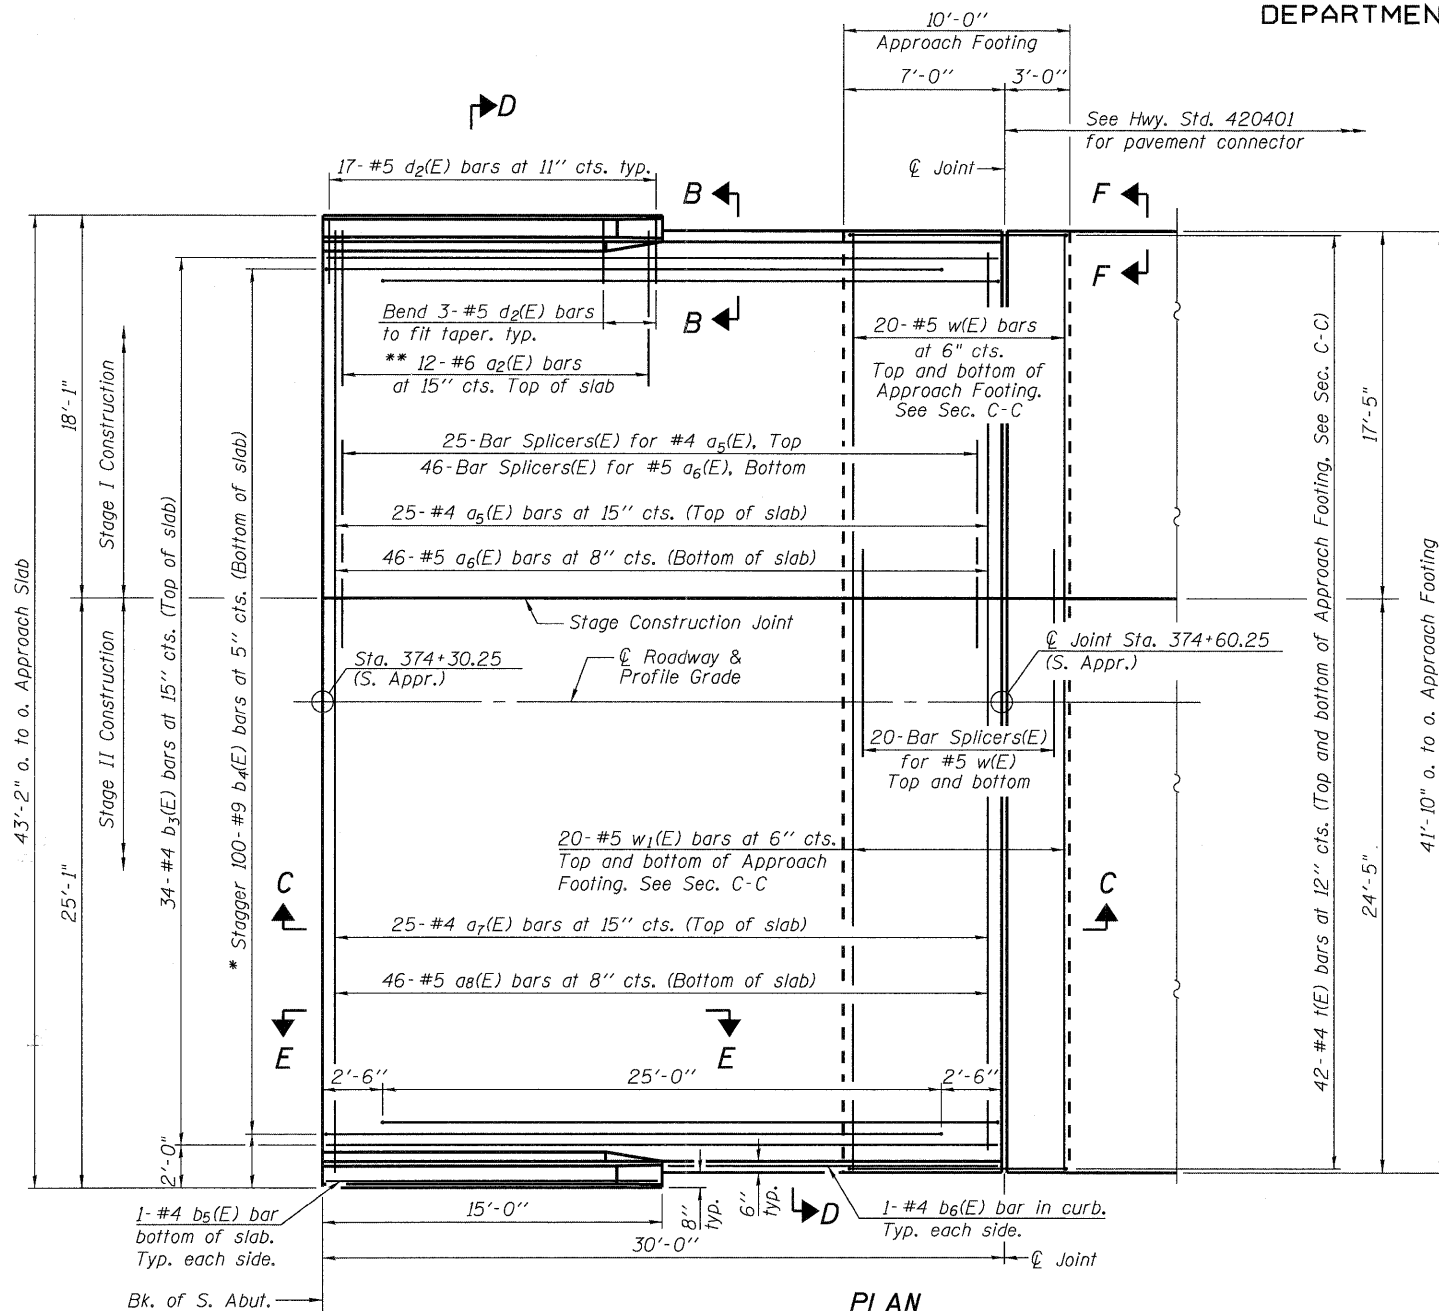 DEPARTMEN
10'-0"
Approach Footing
7'-0"
3'-0"
D
See Hwy. Std. 420401
for pavement connector
17-#5 d2(E) bars at 11" cts. typ.
℄ Joint
B
F
F
B
Bend 3-#5 d2(E) bars
to fit taper. typ.
** 12-#6 a2(E) bars
at 15" cts. Top of slab
20-#5 w(E) bars
at 6" cts.
Top and bottom of
Approach Footing.
See Sec. C-C
25-Bar Splicers(E) for #4 a5(E), Top
46-Bar Splicers(E) for #5 a6(E), Bottom
25-#4 a5(E) bars at 15" cts. (Top of slab)
46-#5 a6(E) bars at 8" cts. (Bottom of slab)
Stage Construction Joint
Sta. 374+30.25
(S. Appr.)
℄ Roadway &
Profile Grade
℄ Joint Sta. 374+60.25
(S. Appr.)
20-Bar Splicers(E)
for #5 w(E)
Top and bottom
20-#5 w1(E) bars at 6" cts.
Top and bottom of Approach
Footing. See Sec. C-C
C
C
25-#4 a7(E) bars at 15" cts. (Top of slab)
46-#5 a8(E) bars at 8" cts. (Bottom of slab)
E
E
2'-6"
25'-0"
2'-6"
43'-2" o. to o. Approach Slab
18'-1"
25'-1"
Stage I Construction
Stage II Construction
34-#4 b3(E) bars at 15" cts. (Top of slab)
* Stagger 100-#9 b4(E) bars at 5" cts. (Bottom of slab)
2'-0"
42-#4 t(E) bars at 12" cts. (Top and bottom of Approach Footing, See Sec. C-C)
17'-5"
24'-5"
41'-10" o. to o. Approach Footing
1-#4 b5(E) bar
bottom of slab.
Typ. each side.
15'-0"
8"
typ.
6"
typ.
D
1-#4 b6(E) bar in curb.
Typ. each side.
30'-0"
℄ Joint
Bk. of S. Abut.
PLAN